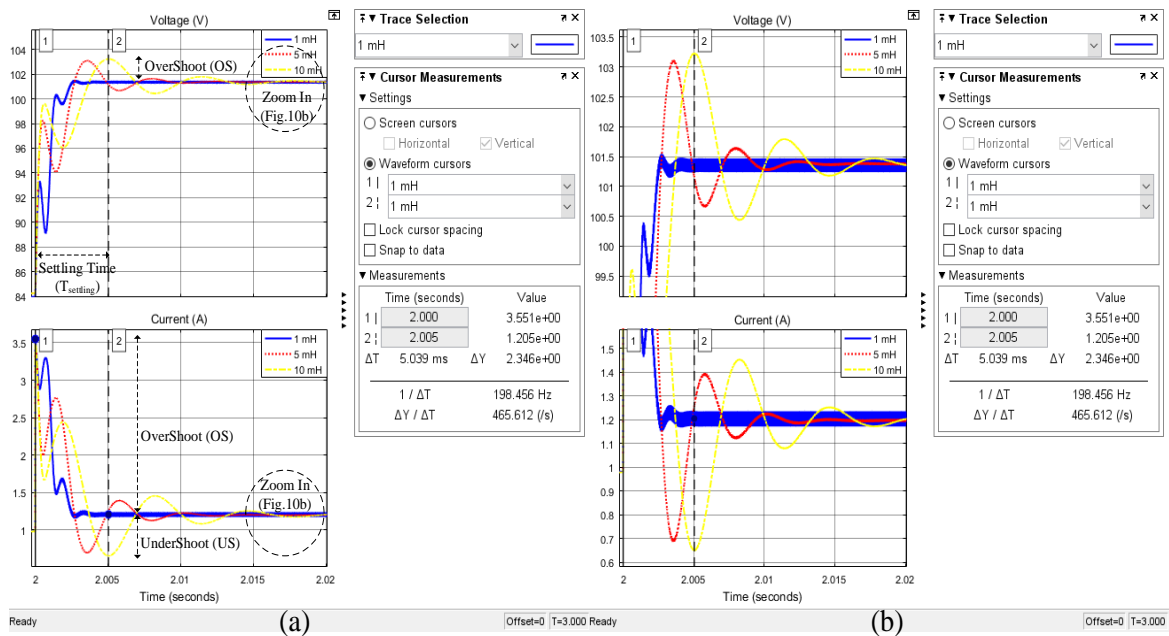 Voltage (V)
1
2
1 mH
5 mH
10 mH
OverShoot (OS)
Zoom In
(Fig.10b)
Settling Time
(Tsettling)
104
102
100
98
96
94
92
90
88
86
84
Current (A)
1
2
1 mH
5 mH
10 mH
OverShoot (OS)
Zoom In
(Fig.10b)
UnderShoot (US)
3.5
3
2.5
2
1.5
1
2
2.005
2.01
2.015
2.02
Time (seconds)
Trace Selection
1 mH
Cursor Measurements
Settings
Screen cursors
Horizontal
Vertical
Waveform cursors
1 | 1 mH
2 ¦ 1 mH
Lock cursor spacing
Snap to data
Measurements
Time (seconds) Value
1 | 2.000 3.551e+00
2 ¦ 2.005 1.205e+00
ΔT 5.039 ms ΔY 2.346e+00
1 / ΔT 198.456 Hz
ΔY / ΔT 465.612 (/s)
Voltage (V)
1
2
1 mH
5 mH
10 mH
103.5
103
102.5
102
101.5
101
100.5
100
99.5
Current (A)
1
2
1 mH
5 mH
10 mH
1.5
1.4
1.3
1.2
1.1
1
0.9
0.8
0.7
0.6
2
2.005
2.01
2.015
2.02
Time (seconds)
Trace Selection
1 mH
Cursor Measurements
Settings
Screen cursors
Horizontal
Vertical
Waveform cursors
1 | 1 mH
2 ¦ 1 mH
Lock cursor spacing
Snap to data
Measurements
Time (seconds) Value
1 | 2.000 3.551e+00
2 ¦ 2.005 1.205e+00
ΔT 5.039 ms ΔY 2.346e+00
1 / ΔT 198.456 Hz
ΔY / ΔT 465.612 (/s)
Ready (a) Offset=0 T=3.000
Ready (b) Offset=0 T=3.000